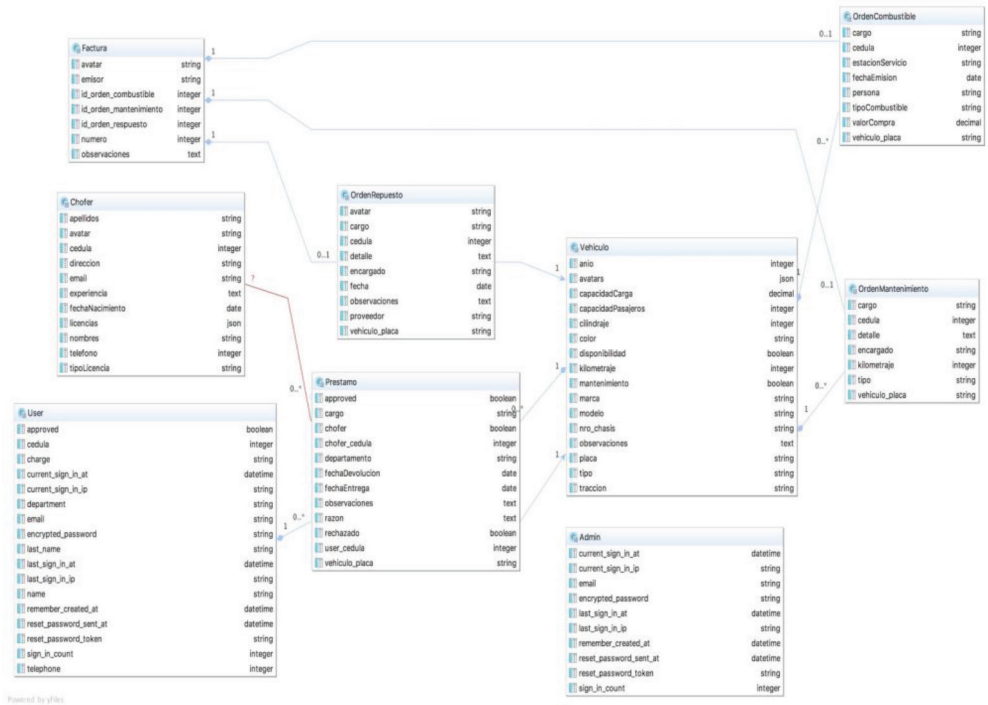 Factura
avatar string
emisor string
id_orden_combustible integer
id_orden_mantenimiento integer
id_orden_respuesto integer
numero integer
observaciones text
1
1
1
0..1
OrdenCombustible
cargo string
cedula integer
estacionServicio string
fechaEmision date
persona string
tipoCombustible string
valorCompra decimal
vehiculo_placa string
0..*
Chofer
apellidos string
avatar string
cedula integer
direccion string
email string
experiencia text
fechaNacimiento date
licencias json
nombres string
telefono integer
tipoLicencia string
?
0..*
OrdenRepuesto
avatar string
cargo string
cedula integer
detalle text
encargado string
fecha date
observaciones text
proveedor string
vehiculo_placa string
0..1
1
Vehiculo
anio integer
avatars json
capacidadCarga decimal
capacidadPasajeros integer
cilindraje integer
color string
disponibilidad boolean
kilometraje integer
mantenimiento boolean
marca string
modelo string
nro_chasis string
observaciones text
placa string
tipo string
traccion string
1
0..1
OrdenMantenimiento
cargo string
cedula integer
detalle text
encargado string
kilometraje integer
tipo string
vehiculo_placa string
0..*
1
Prestamo
approved boolean
cargo string
chofer boolean
chofer_cedula integer
departamento string
fechaDevolucion date
fechaEntrega date
observaciones text
razon text
rechazado boolean
user_cedula integer
vehiculo_placa string
1
0..*
1
0..*
1
User
approved boolean
cedula integer
charge string
current_sign_in_at datetime
current_sign_in_ip string
department string
email string
encrypted_password string
last_name string
last_sign_in_at datetime
last_sign_in_ip string
name string
remember_created_at datetime
reset_password_sent_at datetime
reset_password_token string
sign_in_count integer
telephone integer
Admin
current_sign_in_at datetime
current_sign_in_ip string
email string
encrypted_password string
last_sign_in_at datetime
last_sign_in_ip string
remember_created_at datetime
reset_password_sent_at datetime
reset_password_token string
sign_in_count integer
Powered by yFiles